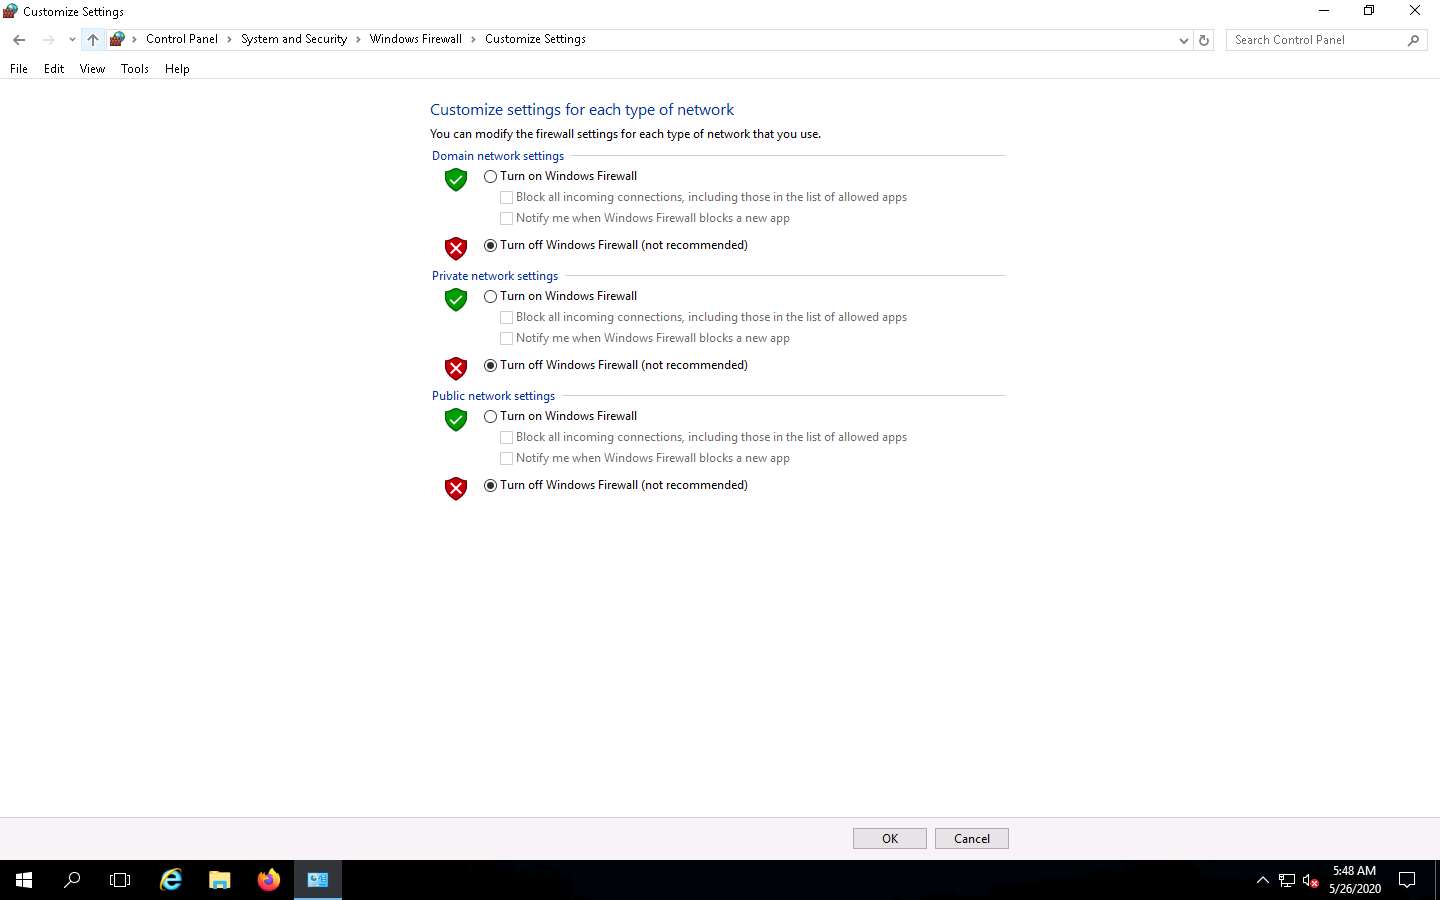 Customize Settings
Control Panel > System and Security > Windows Firewall > Customize Settings
Search Control Panel
File Edit View Tools Help
Customize settings for each type of network
You can modify the firewall settings for each type of network that you use.
Domain network settings
Turn on Windows Firewall
Block all incoming connections, including those in the list of allowed apps
Notify me when Windows Firewall blocks a new app
Turn off Windows Firewall (not recommended)
Private network settings
Turn on Windows Firewall
Block all incoming connections, including those in the list of allowed apps
Notify me when Windows Firewall blocks a new app
Turn off Windows Firewall (not recommended)
Public network settings
Turn on Windows Firewall
Block all incoming connections, including those in the list of allowed apps
Notify me when Windows Firewall blocks a new app
Turn off Windows Firewall (not recommended)
OK Cancel
5:48 AM
5/26/2020